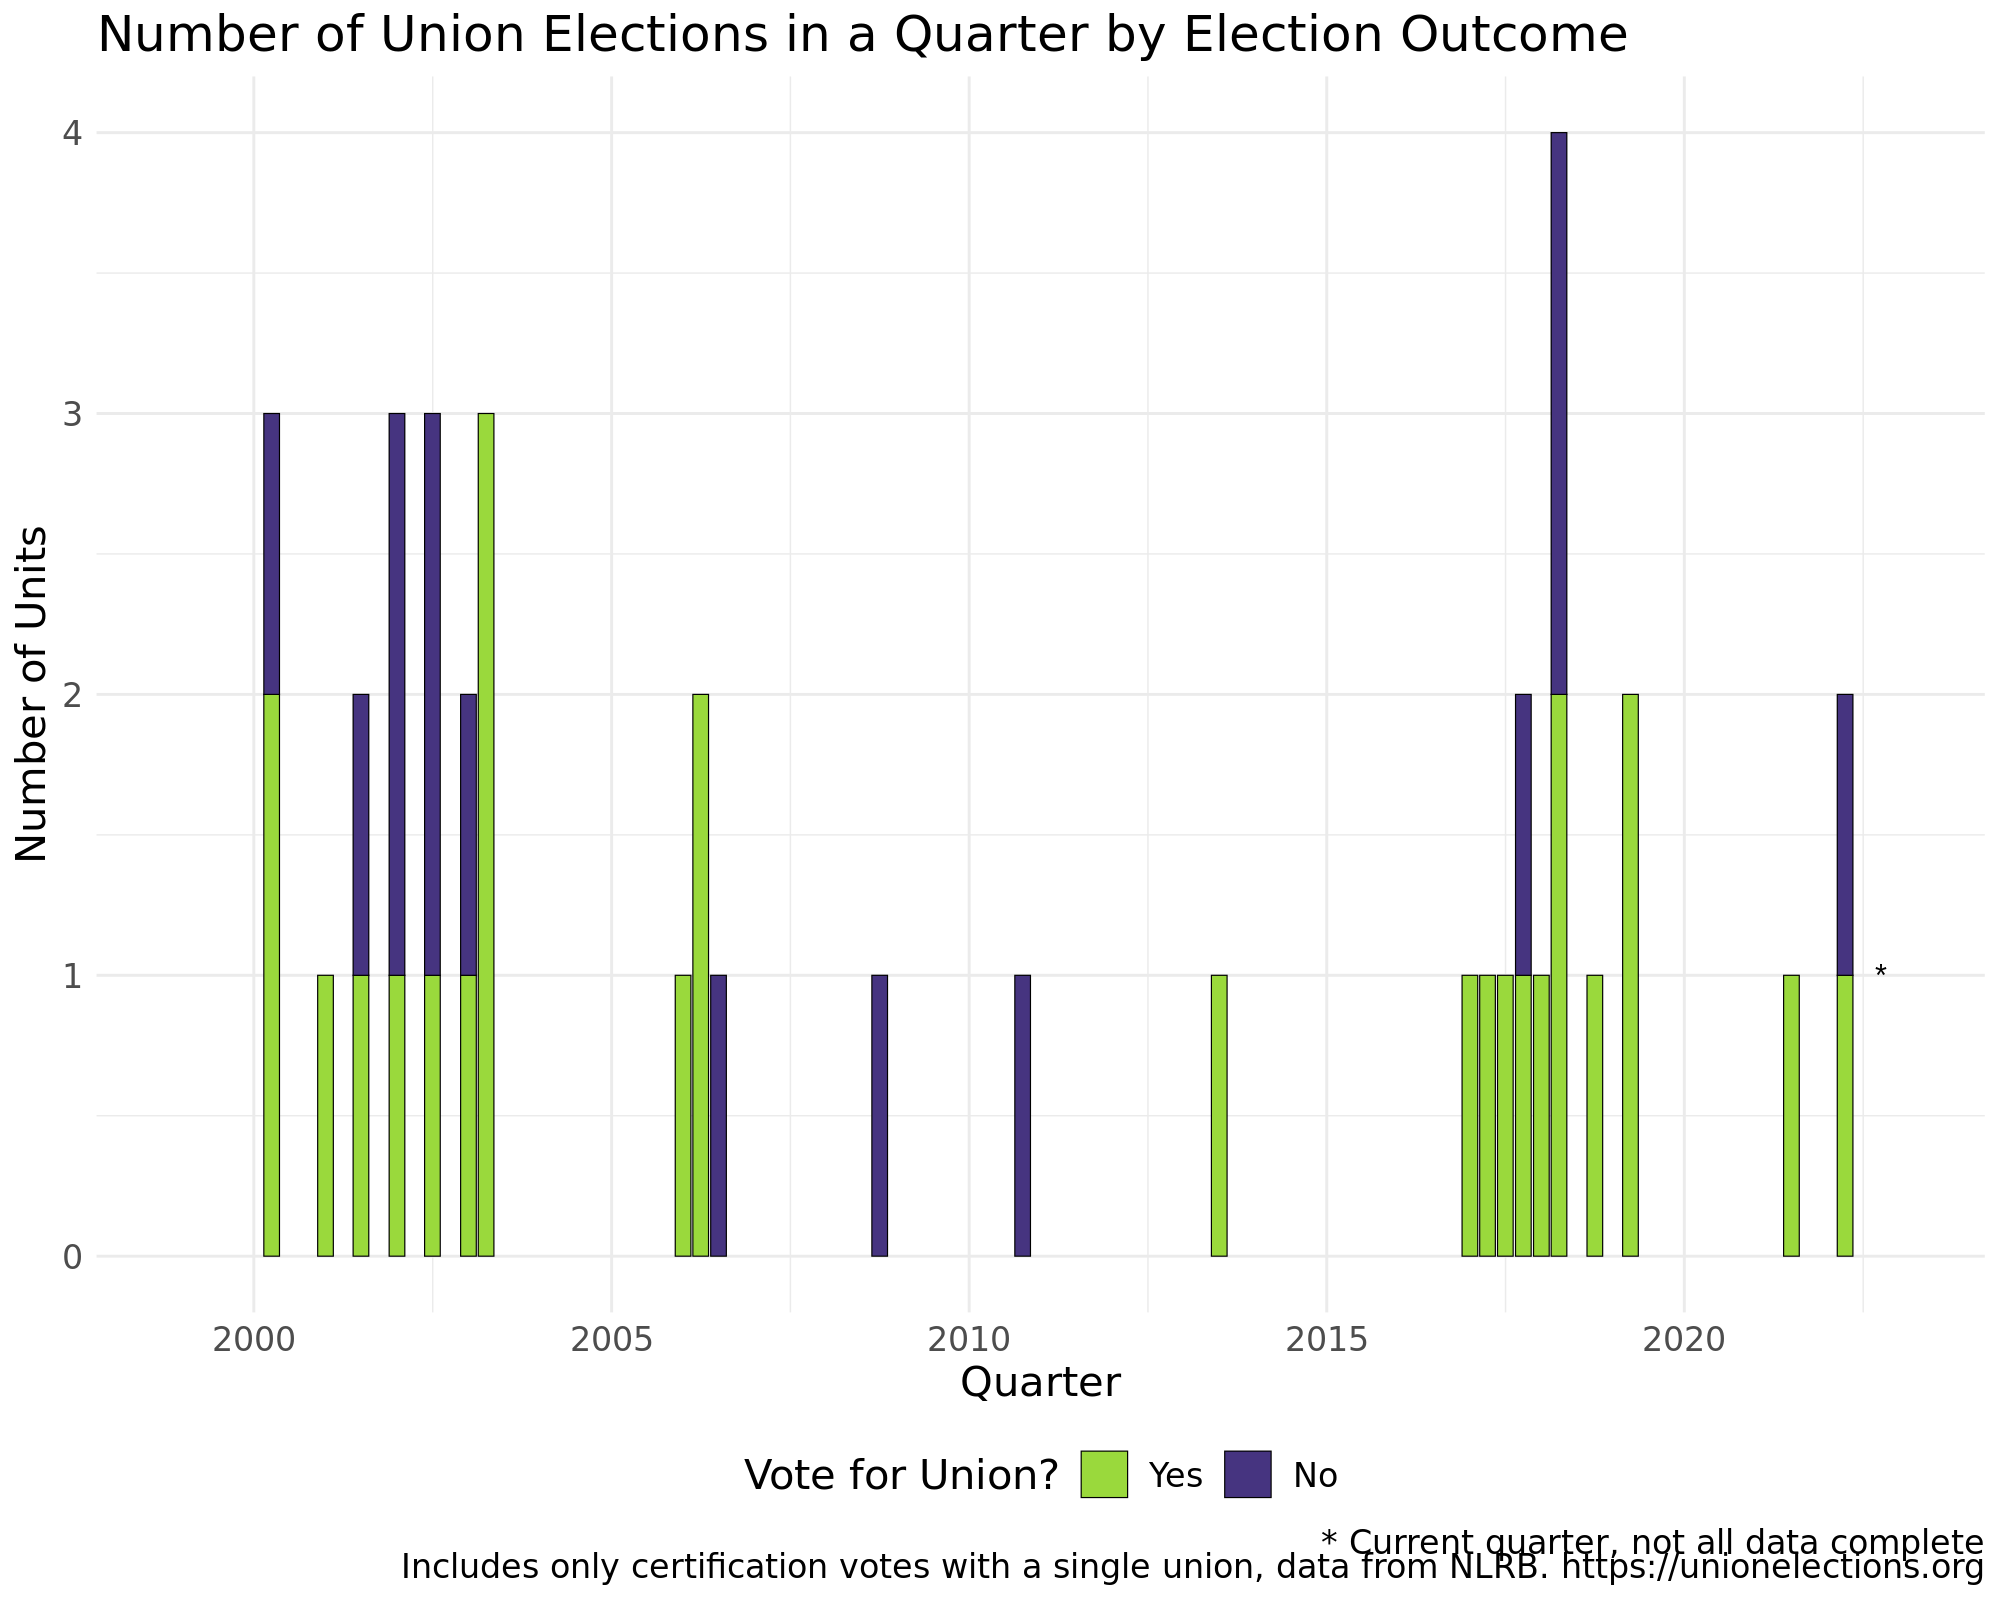 Number of Union Elections in a Quarter by Election Outcome
Number of Units
4
3
2
1
0
*
2000 2005 2010 2015 2020
Quarter
Vote for Union? Yes No
* Current quarter, not all data complete
Includes only certification votes with a single union, data from NLRB. https://unionelections.org